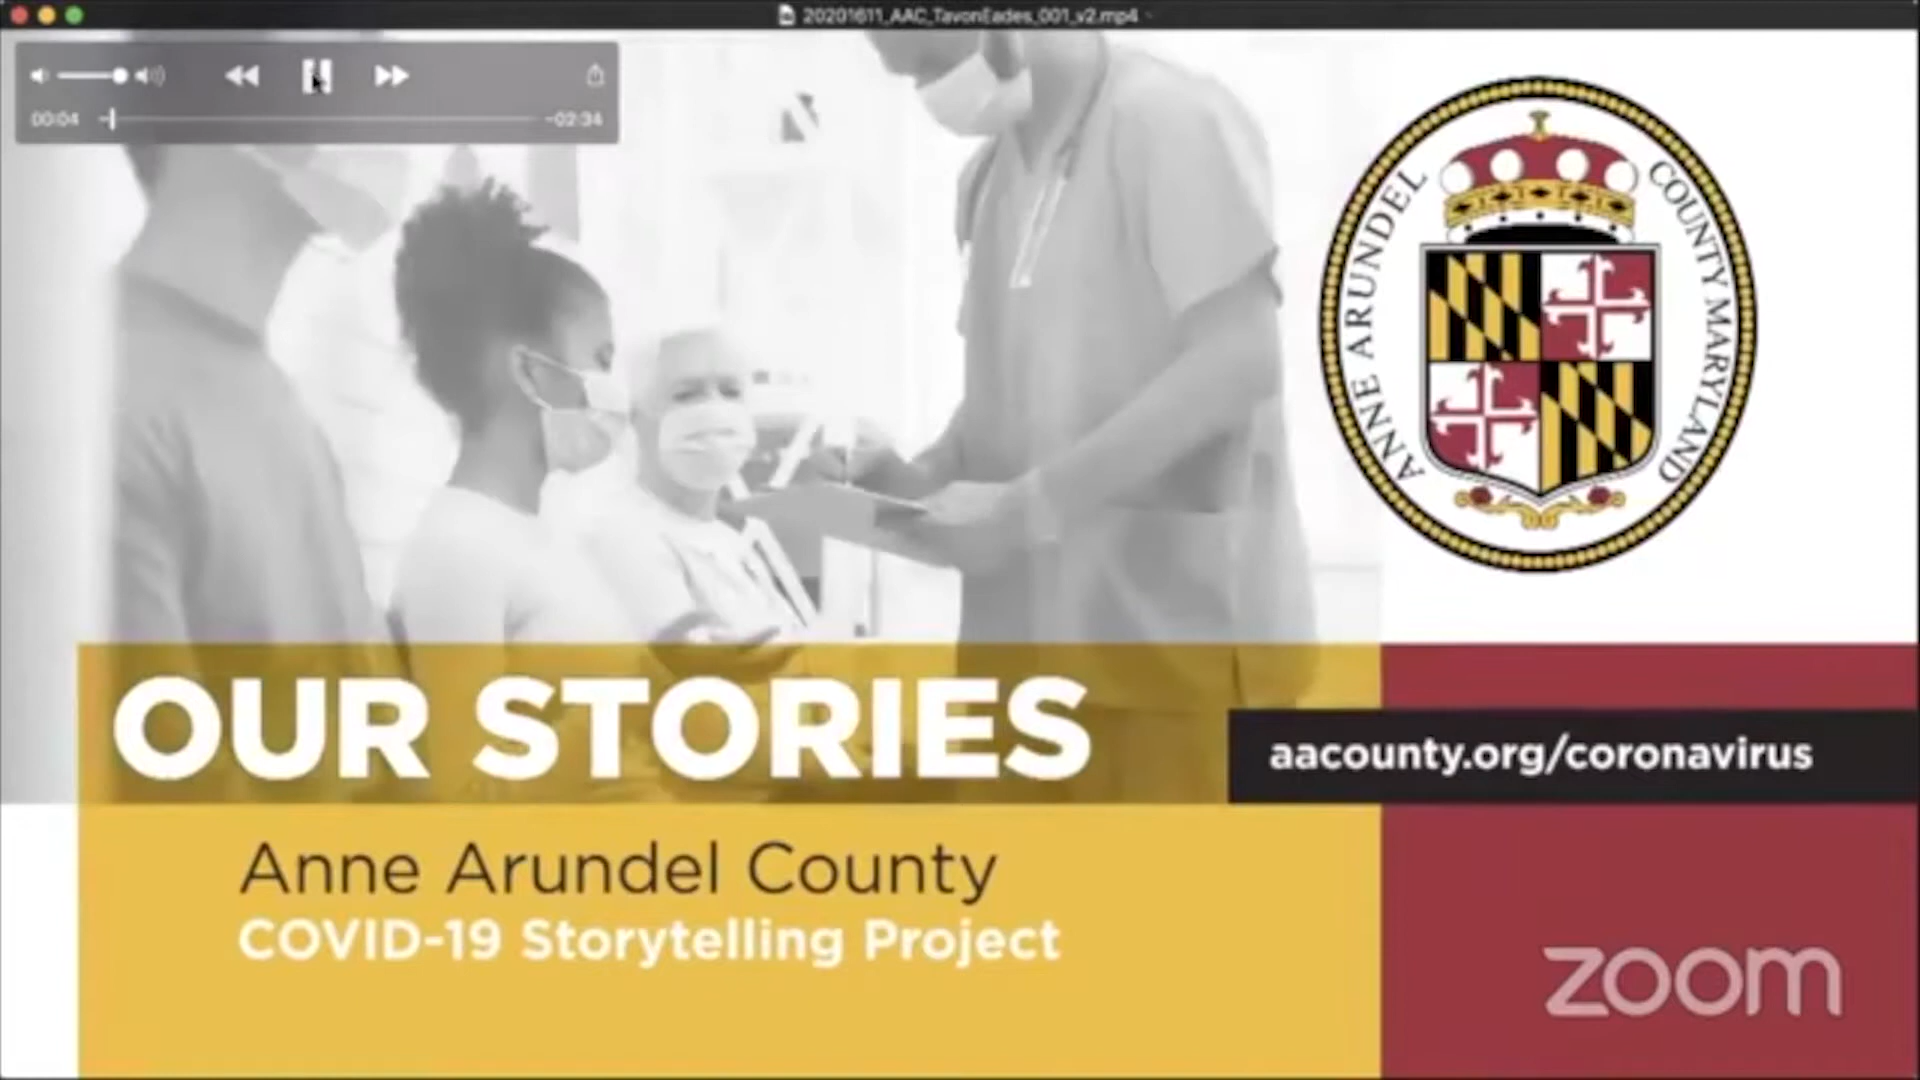 20201611_AAC_TavonEades_001_v2.mp4
00:04
-02:34
ANNE ARUNDEL COUNTY MARYLAND
OUR STORIES
aacounty.org/coronavirus
Anne Arundel County
COVID-19 Storytelling Project
zoom